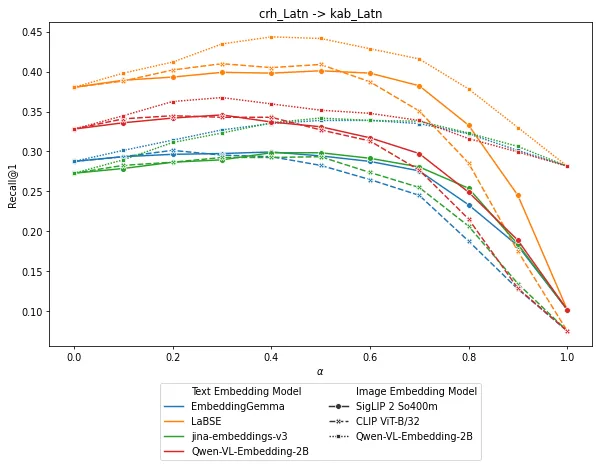 crh_Latn -> kab_Latn
Recall@1
0.45
0.40
0.35
0.30
0.25
0.20
0.15
0.10
0.0 0.2 0.4 0.6 0.8 1.0
α
Text Embedding Model
EmbeddingGemma
LaBSE
jina-embeddings-v3
Qwen-VL-Embedding-2B
Image Embedding Model
SigLIP 2 So400m
CLIP ViT-B/32
Qwen-VL-Embedding-2B